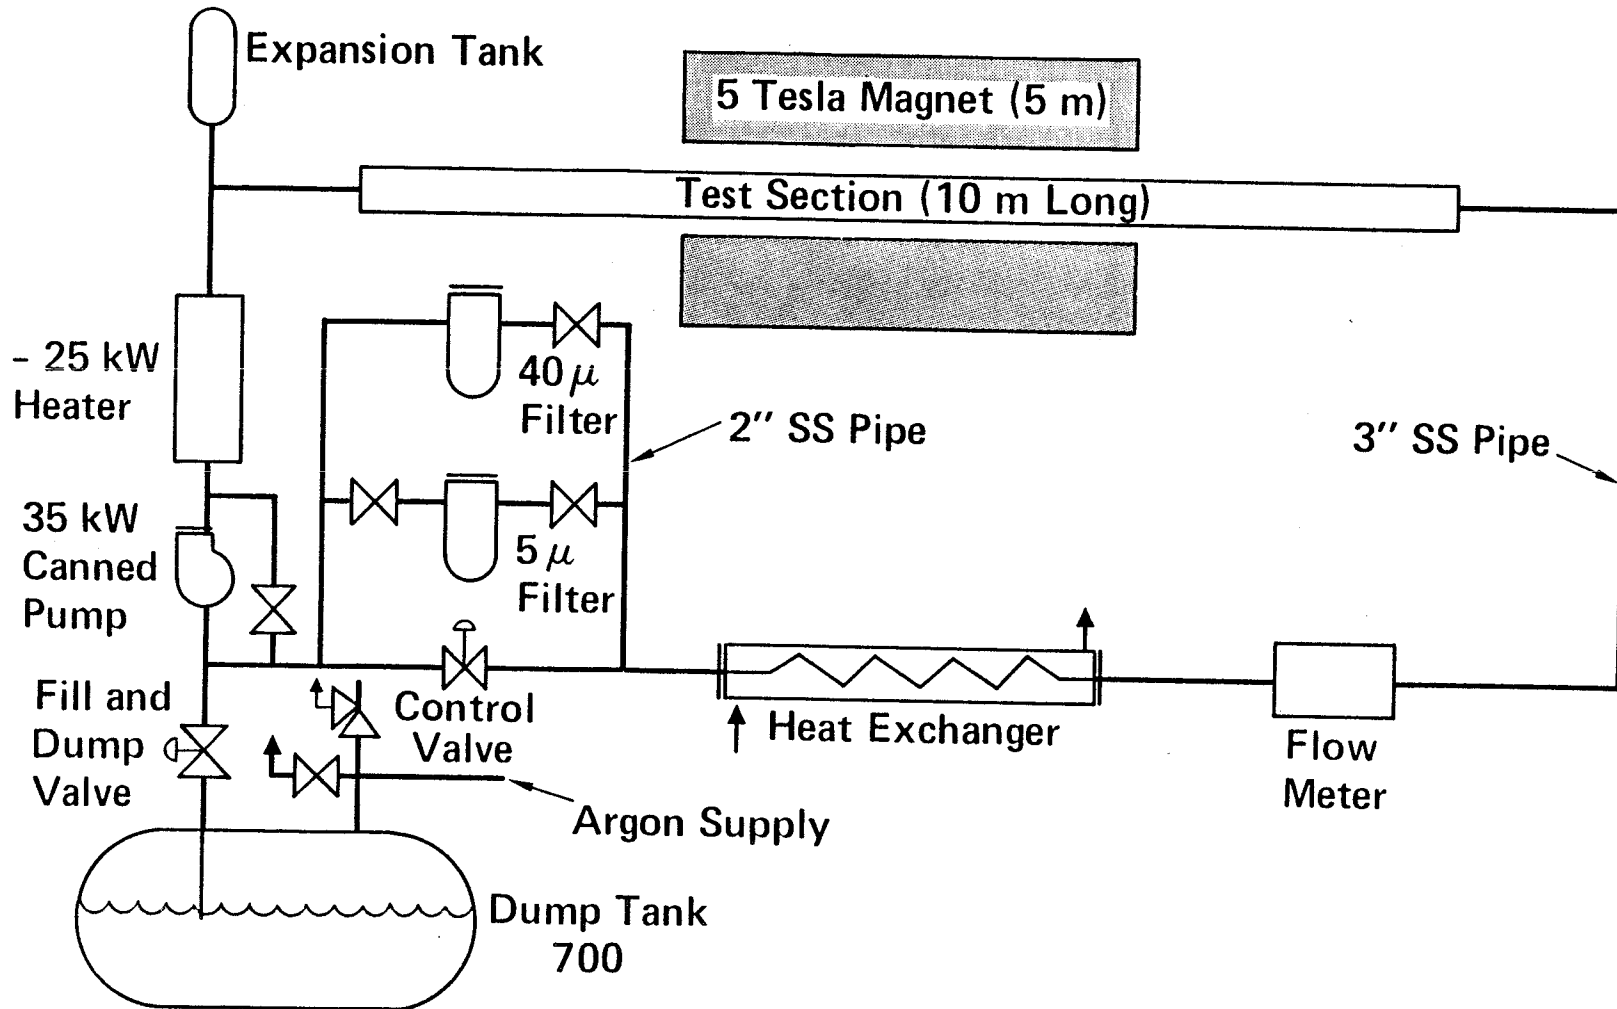 Expansion Tank
5 Tesla Magnet (5 m)
Test Section (10 m Long)
- 25 kW
Heater
40 μ
Filter
2" SS Pipe
3" SS Pipe
35 kW
Canned
Pump
5 μ
Filter
Fill and
Dump
Valve
Control
Valve
Heat Exchanger
Flow
Meter
Argon Supply
Dump Tank
700